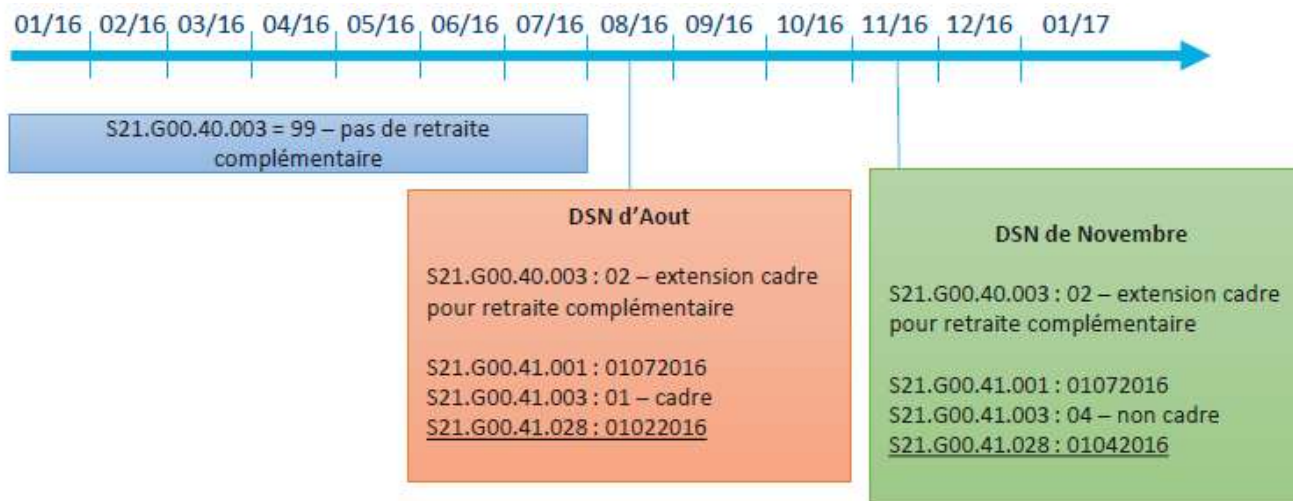 01/16 02/16 03/16 04/16 05/16 06/16 07/16 08/16 09/16 10/16 11/16 12/16 01/17
S21.G00.40.003 = 99 – pas de retraite
complémentaire
DSN d'Aout
S21.G00.40.003 : 02 – extension cadre
pour retraite complémentaire
S21.G00.41.001 : 01072016
S21.G00.41.003 : 01 – cadre
S21.G00.41.028 : 01022016
DSN de Novembre
S21.G00.40.003 : 02 – extension cadre
pour retraite complémentaire
S21.G00.41.001 : 01072016
S21.G00.41.003 : 04 – non cadre
S21.G00.41.028 : 01042016